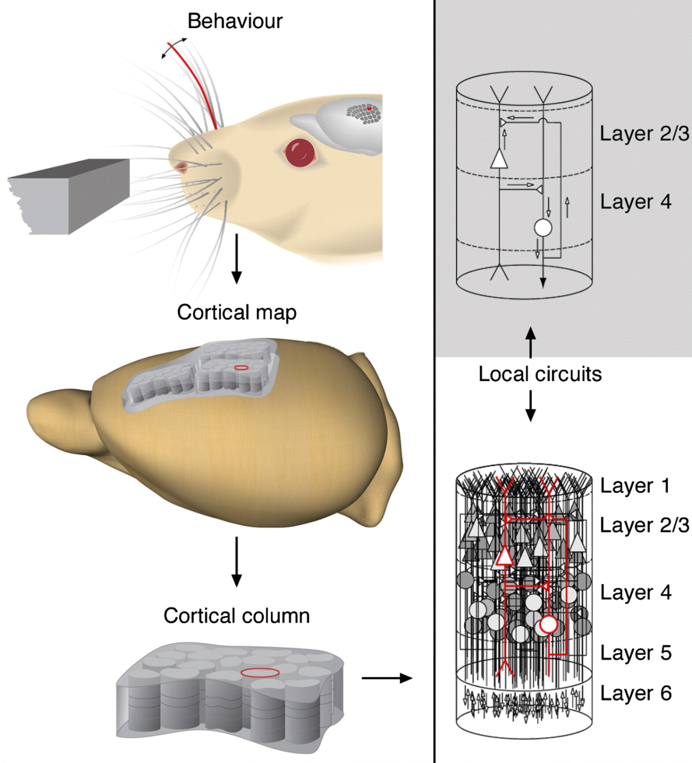 Behaviour
Cortical map
Cortical column
Layer 2/3
Layer 4
Local circuits
Layer 1
Layer 2/3
Layer 4
Layer 5
Layer 6